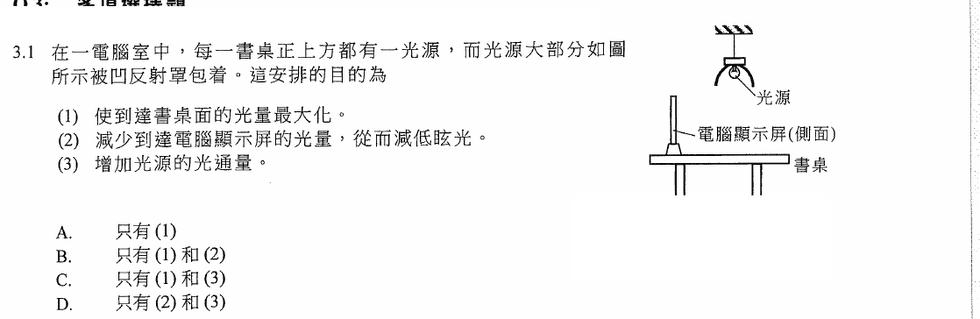 3.1 在一電腦室中，每一書桌正上方都有一光源，而光源大部分如圖
所示被凹反射罩包着。這安排的目的為
(1) 使到達書桌面的光量最大化。
(2) 減少到達電腦顯示屏的光量，從而減低眩光。
(3) 增加光源的光通量。
A. 只有 (1)
B. 只有 (1) 和 (2)
C. 只有 (1) 和 (3)
D. 只有 (2) 和 (3)
光源
電腦顯示屏(側面)
書桌